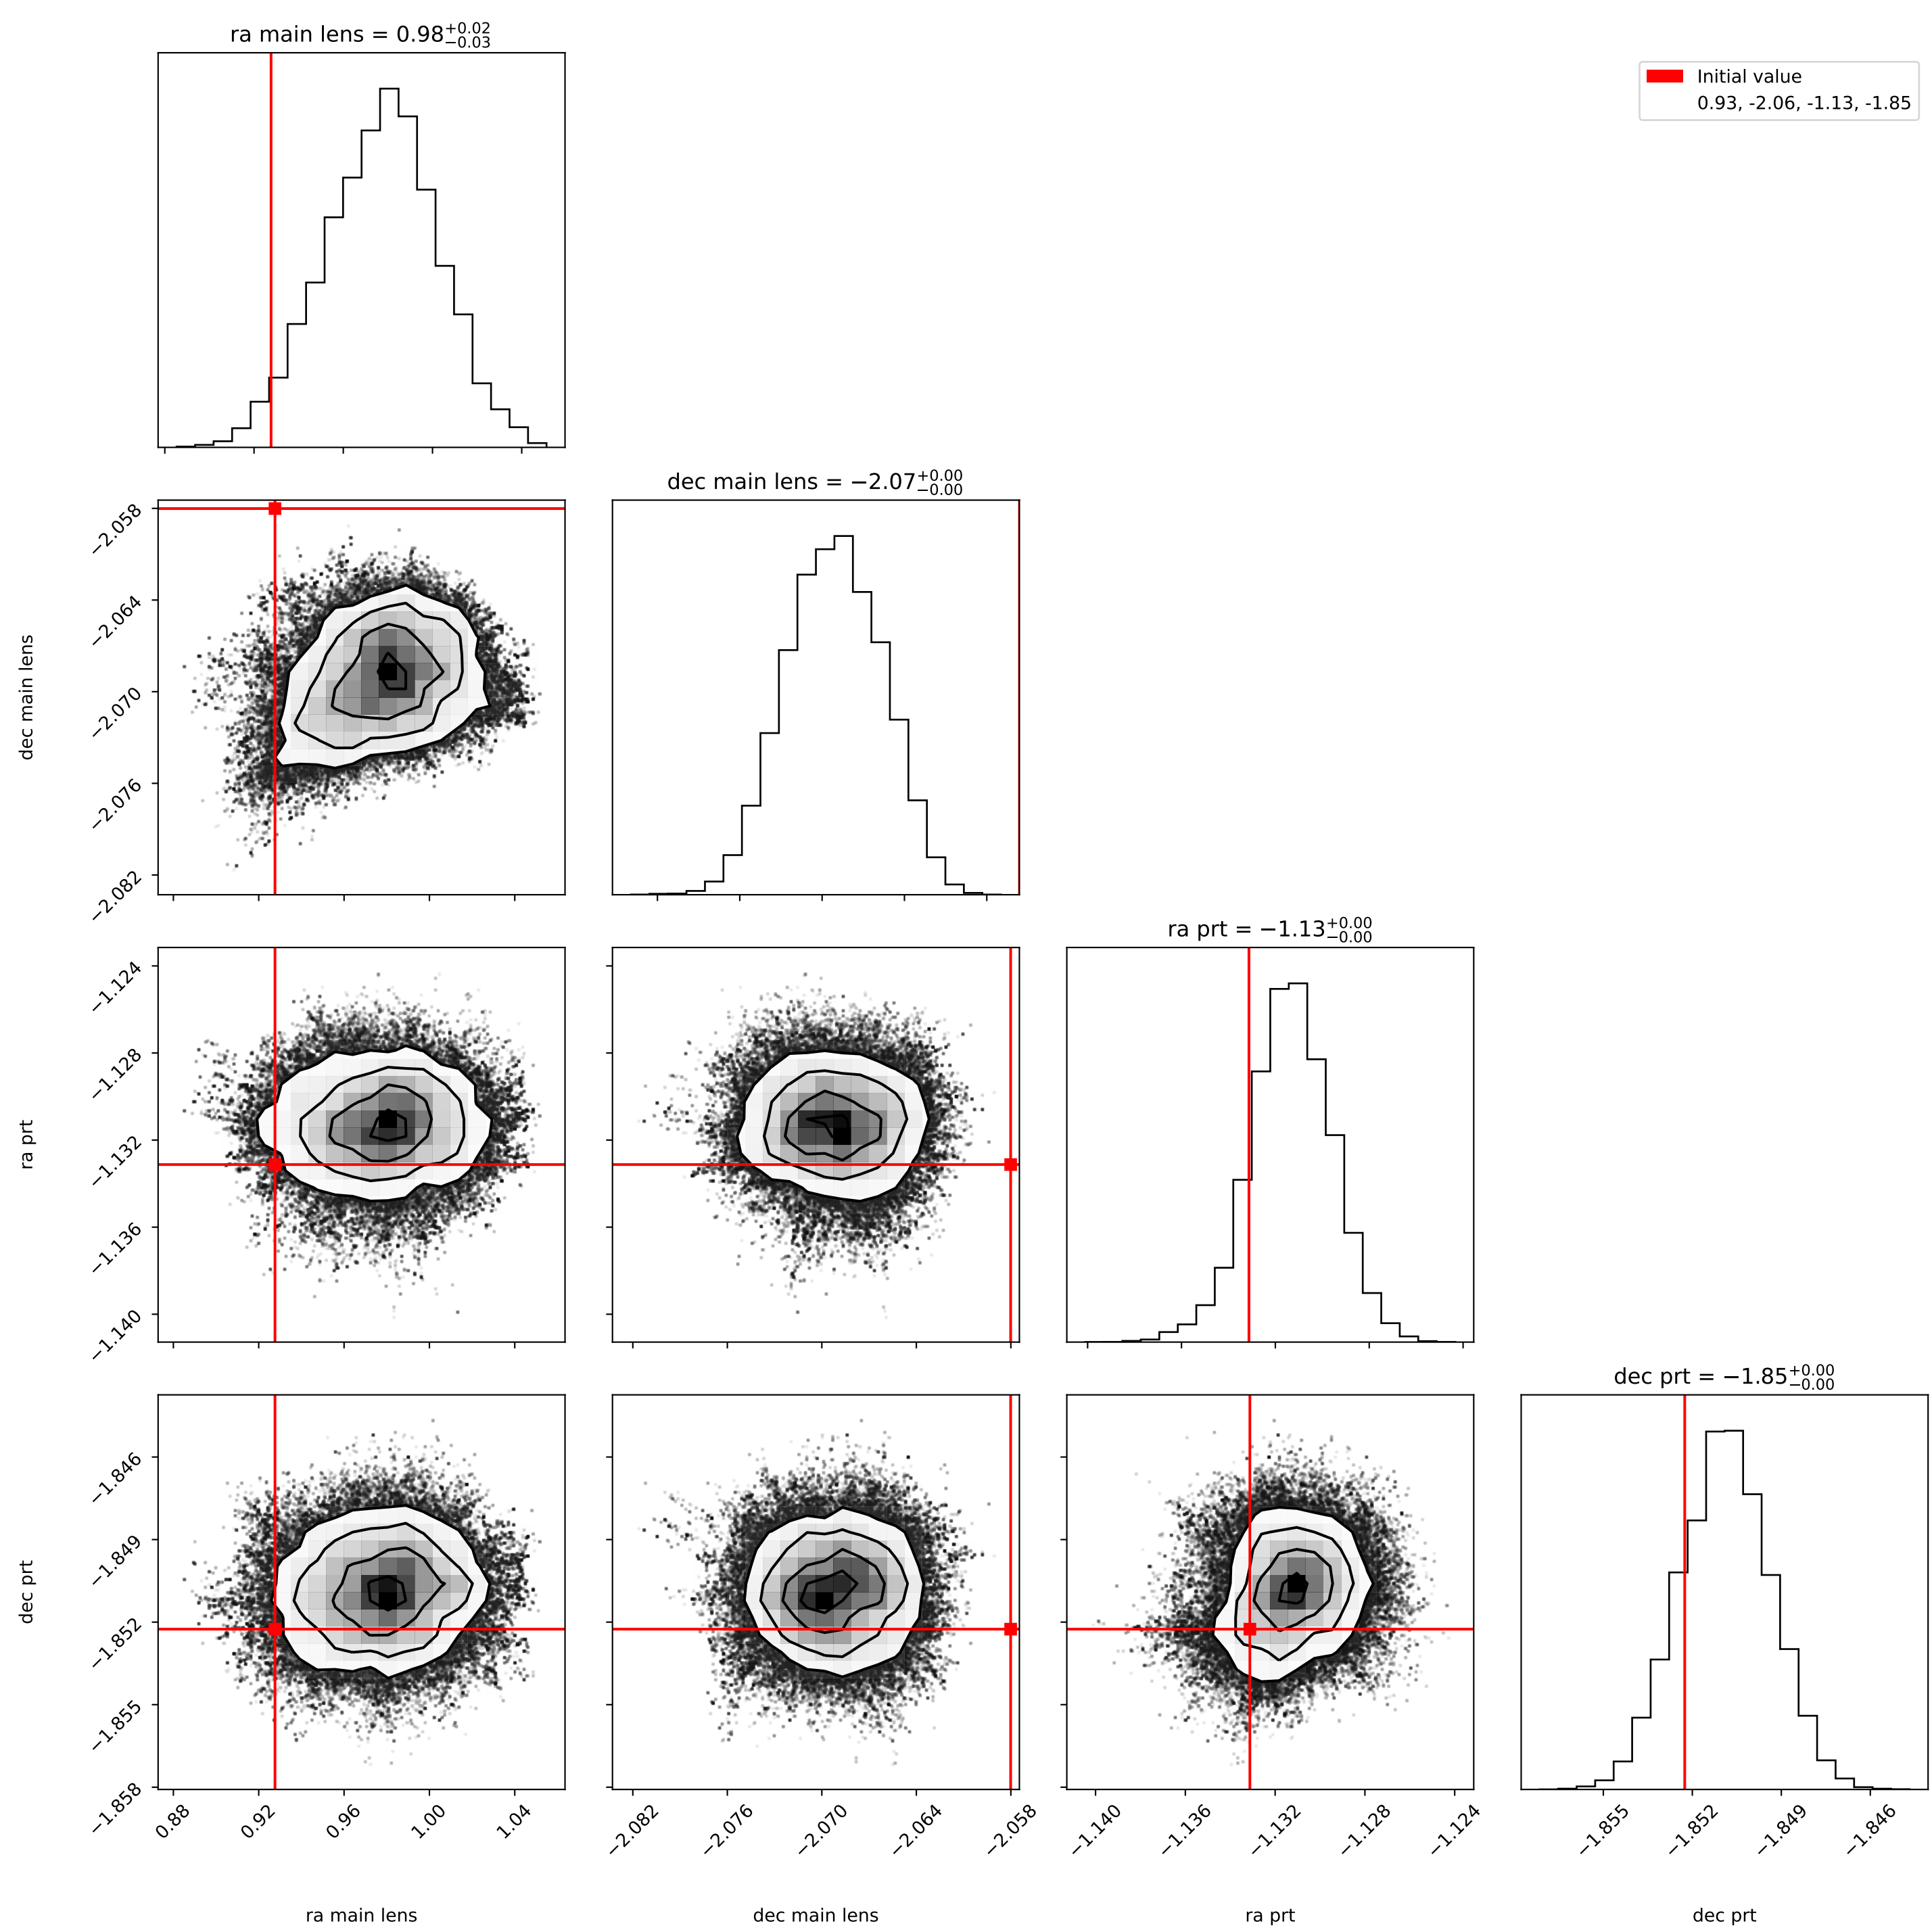 ra main lens = 0.98+0.02−0.03
Initial value
0.93, -2.06, -1.13, -1.85
dec main lens = −2.07+0.00−0.00
−2.058
−2.064
−2.070
−2.076
−2.082
dec main lens
ra prt = −1.13+0.00−0.00
−1.124
−1.128
−1.132
−1.136
−1.140
ra prt
dec prt = −1.85+0.00−0.00
−1.846
−1.849
−1.852
−1.855
−1.858
dec prt
0.88 0.92 0.96 1.00 1.04
−2.082 −2.076 −2.070 −2.064 −2.058
−1.140 −1.136 −1.132 −1.128 −1.124
−1.855 −1.852 −1.849 −1.846
ra main lens
dec main lens
ra prt
dec prt